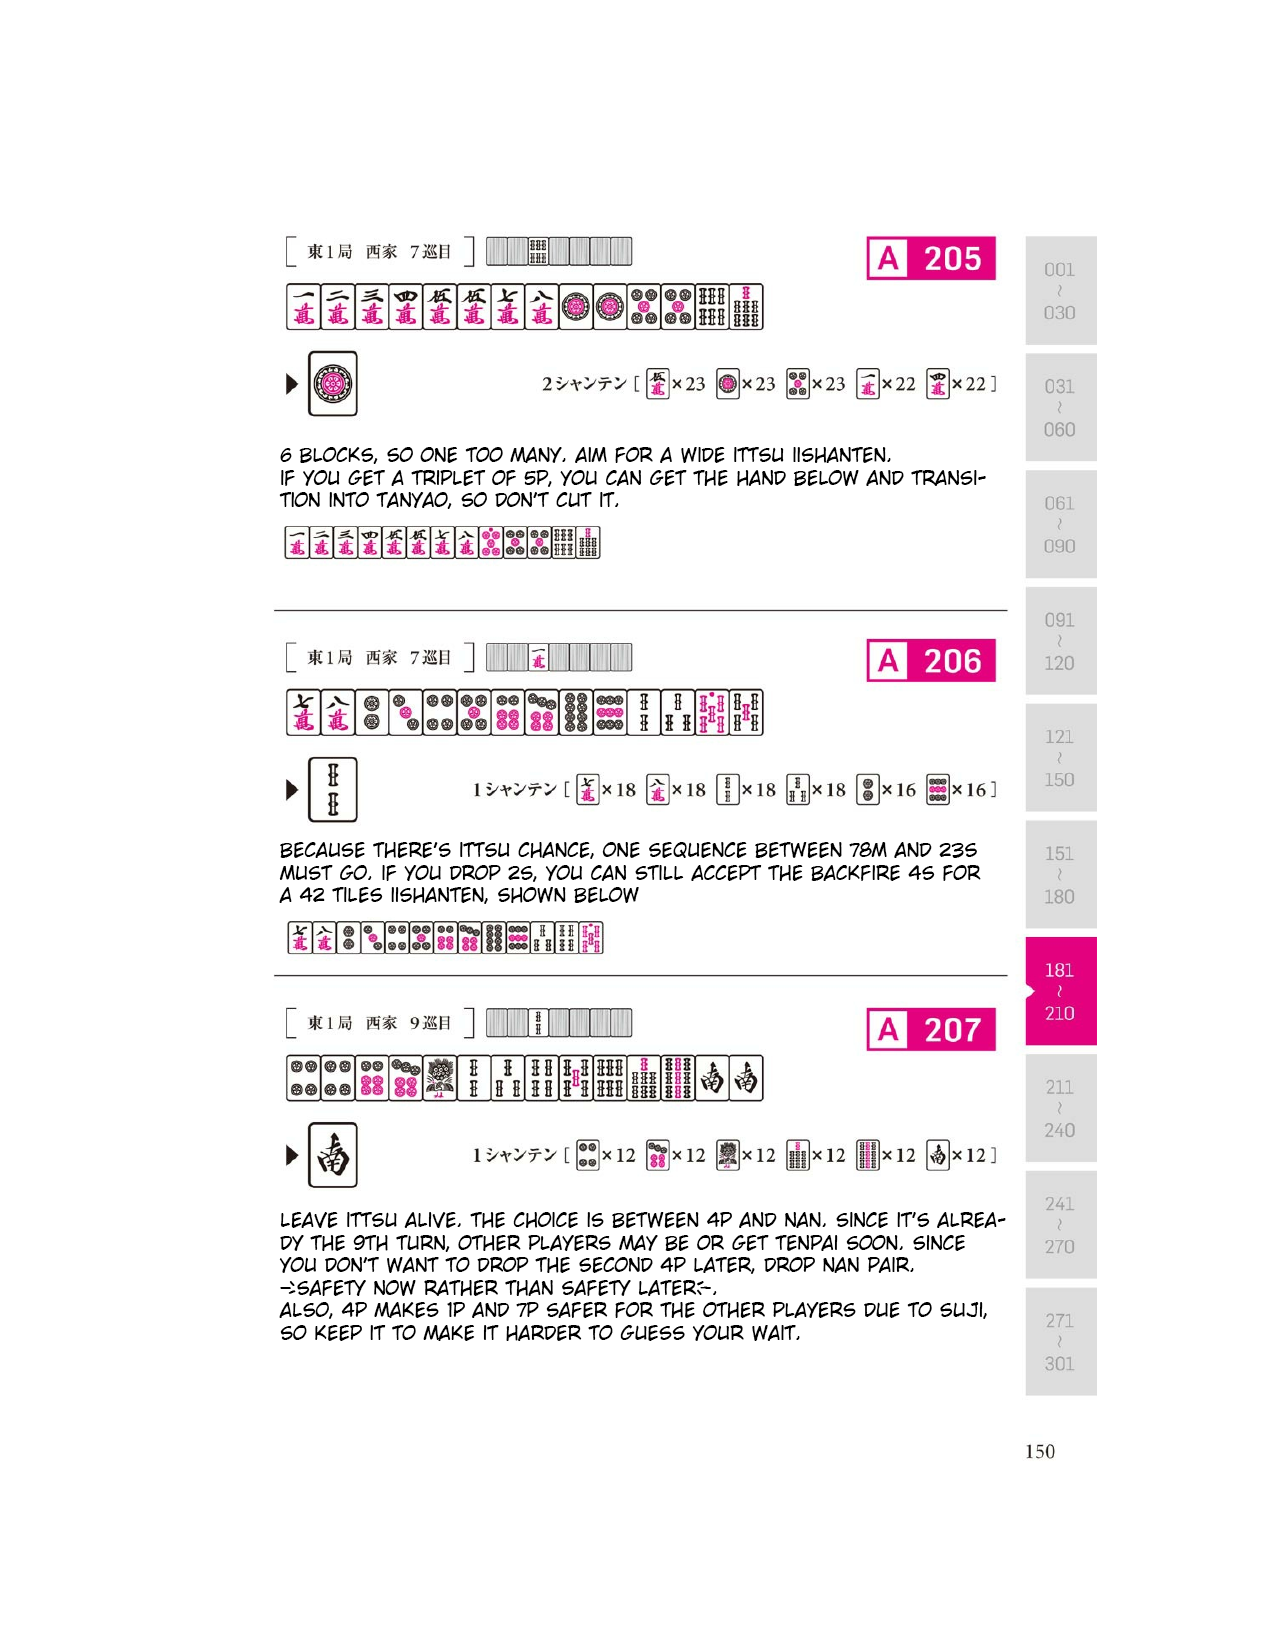 [ 東1局 西家 7巡目 ]
A 205
2シャンテン [ ×23 ×23 ×23 ×22 ×22 ]
6 BLOCKS, SO ONE TOO MANY. AIM FOR A WIDE ITTSU IISHANTEN.
IF YOU GET A TRIPLET OF 5P, YOU CAN GET THE HAND BELOW AND TRANSI-
TION INTO TANYAO, SO DON'T CUT IT.
[ 東1局 西家 7巡目 ]
A 206
1シャンテン [ ×18 ×18 ×18 ×18 ×16 ×16 ]
BECAUSE THERE'S ITTSU CHANCE, ONE SEQUENCE BETWEEN 78M AND 23S
MUST GO. IF YOU DROP 2S, YOU CAN STILL ACCEPT THE BACKFIRE 4S FOR
A 42 TILES IISHANTEN, SHOWN BELOW
[ 東1局 西家 9巡目 ]
A 207
1シャンテン [ ×12 ×12 ×12 ×12 ×12 ×12 ]
LEAVE ITTSU ALIVE. THE CHOICE IS BETWEEN 4P AND NAN. SINCE IT'S ALREA-
DY THE 9TH TURN, OTHER PLAYERS MAY BE OR GET TENPAI SOON. SINCE
YOU DON'T WANT TO DROP THE SECOND 4P LATER, DROP NAN PAIR.
->SAFETY NOW RATHER THAN SAFETY LATER<-.
ALSO, 4P MAKES 1P AND 7P SAFER FOR THE OTHER PLAYERS DUE TO SUJI,
SO KEEP IT TO MAKE IT HARDER TO GUESS YOUR WAIT.
001
~
030
031
~
060
061
~
090
091
~
120
121
~
150
151
~
180
181
~
210
211
~
240
241
~
270
271
~
301
150